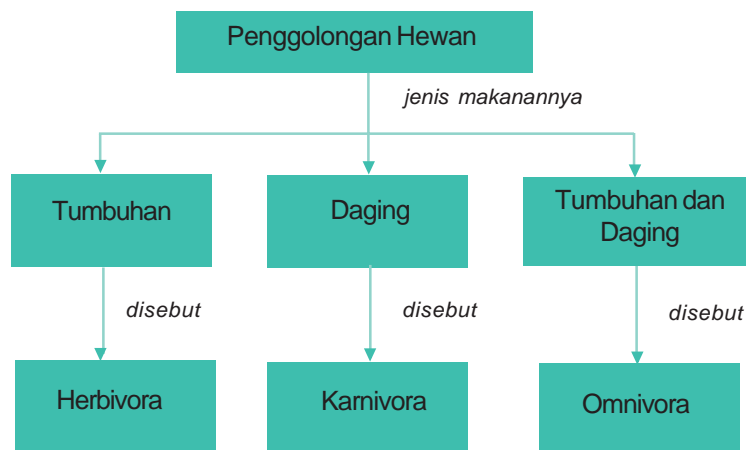 Penggolongan Hewan
jenis makanannya
Tumbuhan
Daging
Tumbuhan dan
Daging
disebut
disebut
disebut
Herbivora
Karnivora
Omnivora